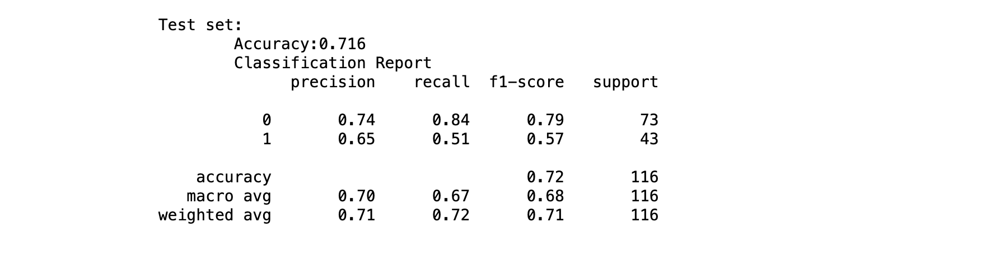 Test set:
Accuracy:0.716
Classification Report
precision recall f1-score support
0 0.74 0.84 0.79 73
1 0.65 0.51 0.57 43
accuracy 0.72 116
macro avg 0.70 0.67 0.68 116
weighted avg 0.71 0.72 0.71 116